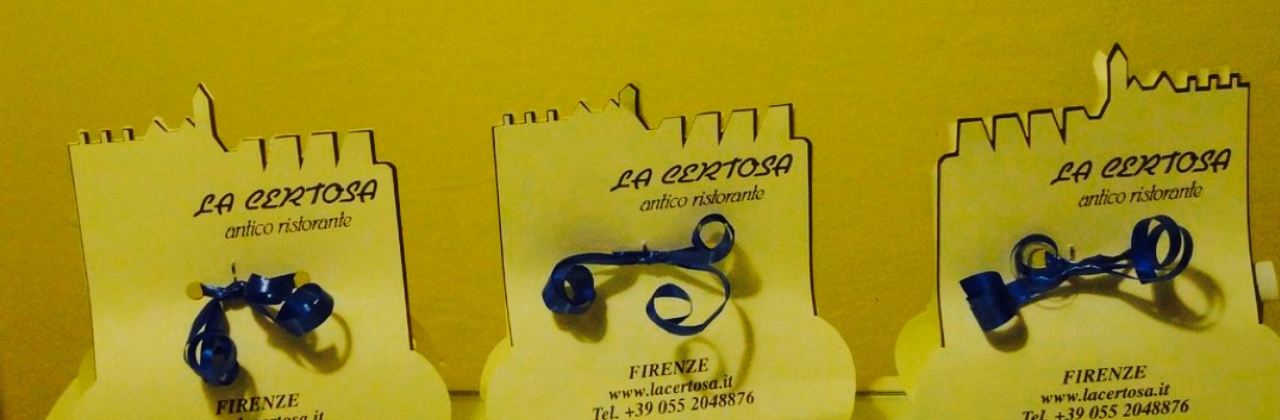 LA CERTOSA
antico ristorante
FIRENZE
LA CERTOSA
antico ristorante
FIRENZE
www.lacertosa.it
Tel. +39 055 2048876
LA CERTOSA
antico ristorante
FIRENZE
www.lacertosa.it
Tel. +39 055 2048876